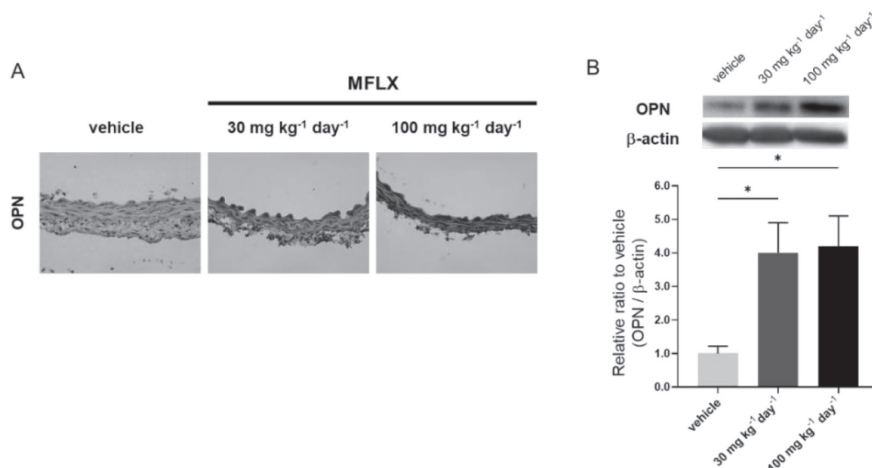 A
MFLX
vehicle
30 mg kg⁻¹ day⁻¹
100 mg kg⁻¹ day⁻¹
OPN
B
vehicle
30 mg kg⁻¹ day⁻¹
100 mg kg⁻¹ day⁻¹
OPN
β-actin
*
*
Relative ratio to vehicle
(OPN / β-actin)
6.0
5.0
4.0
3.0
2.0
1.0
0.0
vehicle
30 mg kg⁻¹ day⁻¹
100 mg kg⁻¹ day⁻¹